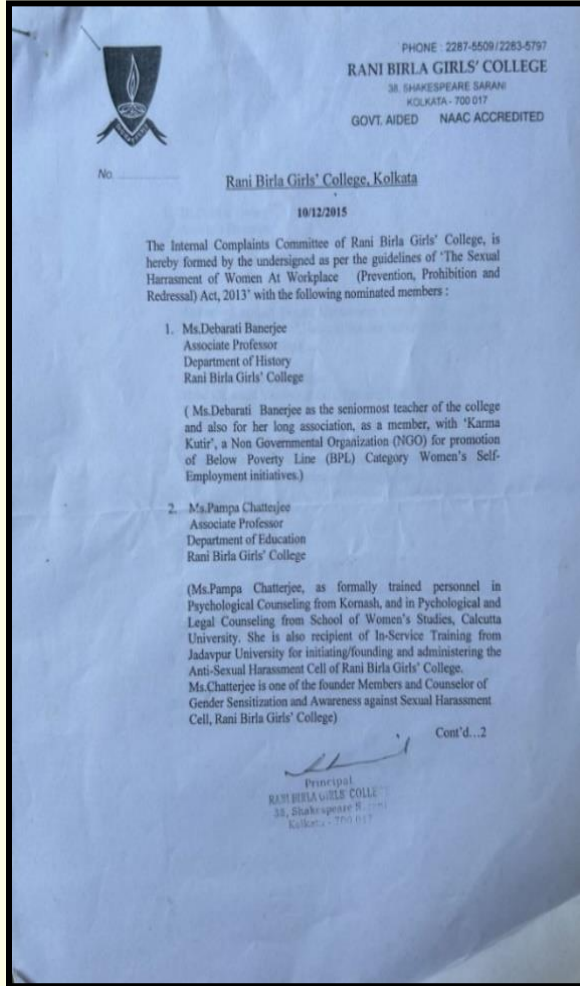 PHONE : 2287-5509/2283-5797
RANI BIRLA GIRLS' COLLEGE
38, SHAKESPEARE SARANI
KOLKATA - 700 017
GOVT. AIDED NAAC ACCREDITED
No.
Rani Birla Girls' College, Kolkata
10/12/2015
The Internal Complaints Committee of Rani Birla Girls' College, is
hereby formed by the undersigned as per the guidelines of 'The Sexual
Harrasment of Women At Workplace (Prevention, Prohibition and
Redressal) Act, 2013' with the following nominated members :
1. Ms.Debarati Banerjee
Associate Professor
Department of History
Rani Birla Girls' College
( Ms.Debarati Banerjee as the seniormost teacher of the college
and also for her long association, as a member, with 'Karma
Kutir', a Non Governmental Organization (NGO) for promotion
of Below Poverty Line (BPL) Category Women's Self-
Employment initiatives.)
2. Ms.Pampa Chatterjee
Associate Professor
Department of Education
Rani Birla Girls' College
(Ms.Pampa Chatterjee, as formally trained personnel in
Psychological Counseling from Kornash, and in Pychological and
Legal Counseling from School of Women's Studies, Calcutta
University. She is also recipient of In-Service Training from
Jadavpur University for initiating/founding and administering the
Anti-Sexual Harassment Cell of Rani Birla Girls' College.
Ms.Chatterjee is one of the founder Members and Counselor of
Gender Sensitization and Awareness against Sexual Harassment
Cell, Rani Birla Girls' College)
Cont'd...2
Principal
RANI BIRLA GIRLS' COLLE
38, Shakespeare
Kolkata - 700 017